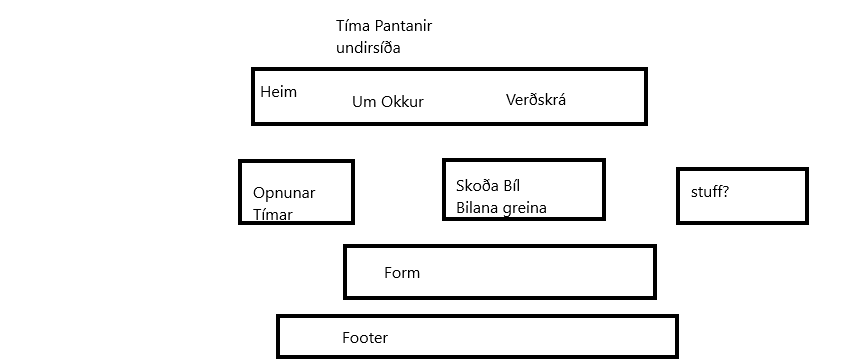 Tíma Pantanir
undirsíða
Heim
Um Okkur
Verðskrá
Opnunar
Tímar
Skoða Bíl
Bilana greina
stuff?
Form
Footer